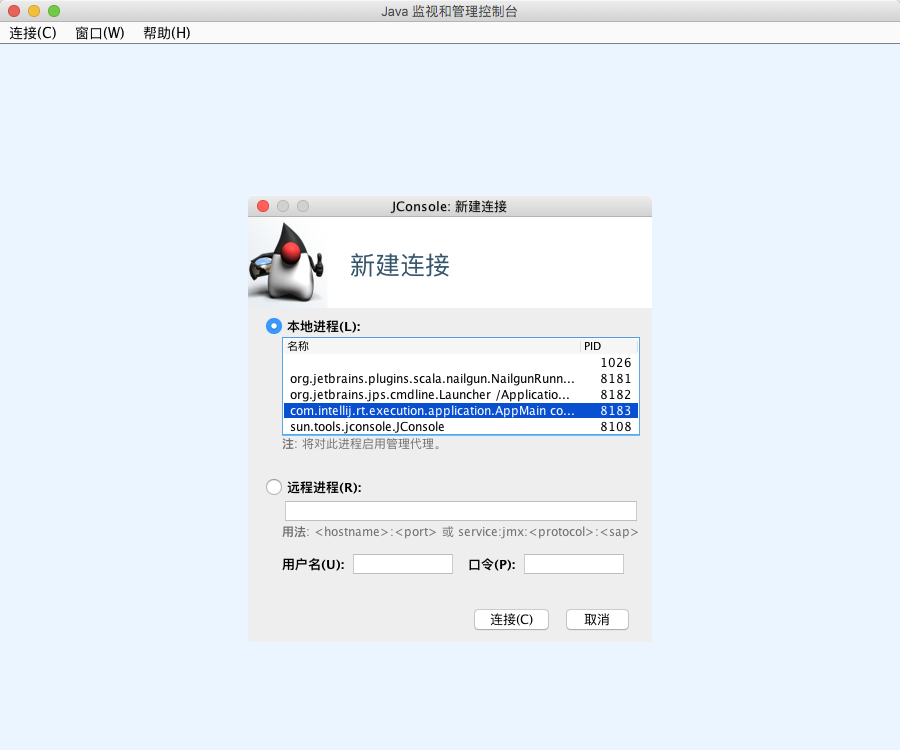 Java 监视和管理控制台
连接(C) 窗口(W) 帮助(H)
JConsole: 新建连接
新建连接
本地进程(L):
名称 PID
1026
org.jetbrains.plugins.scala.nailgun.NailgunRunn... 8181
org.jetbrains.jps.cmdline.Launcher /Applicatio... 8182
com.intellij.rt.execution.application.AppMain co... 8183
sun.tools.jconsole.JConsole 8108
注: 将对此进程启用管理代理。
远程进程(R):
用法: <hostname>:<port> 或 service:jmx:<protocol>:<sap>
用户名(U): 口令(P):
连接(C) 取消